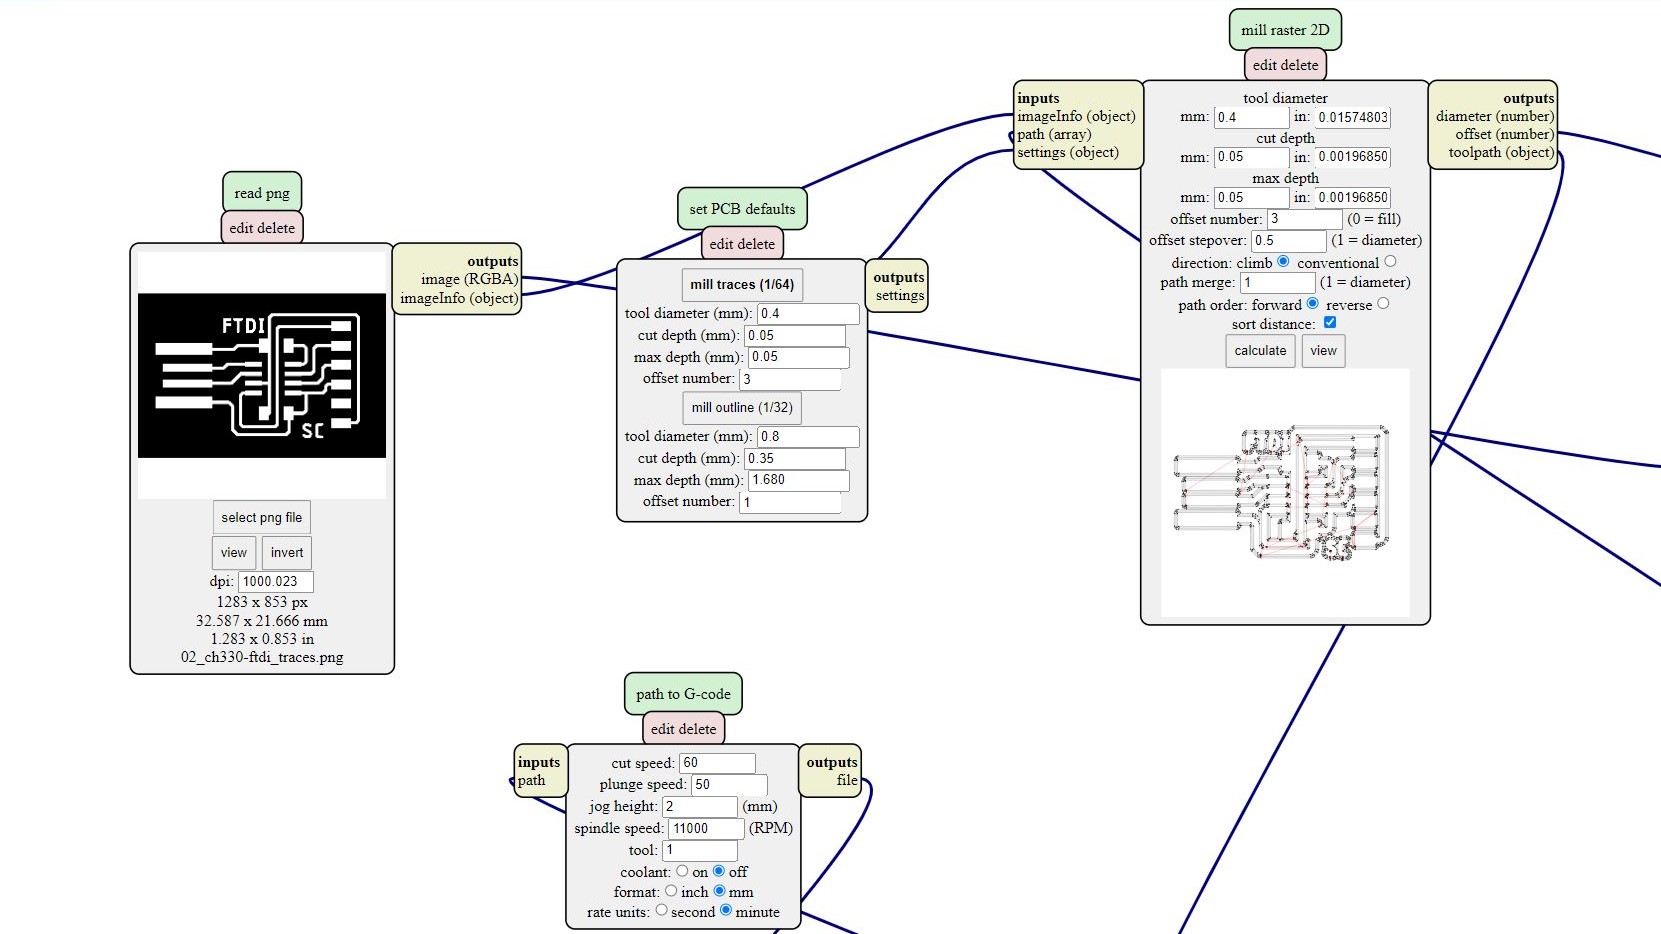 read png
edit delete
outputs
image (RGBA)
imageInfo (object)
FTDI
SC
select png file
view invert
dpi: 1000.023
1283 x 853 px
32.587 x 21.666 mm
1.283 x 0.853 in
02_ch330-ftdi_traces.png
set PCB defaults
edit delete
mill traces (1/64)
tool diameter (mm): 0.4
cut depth (mm): 0.05
max depth (mm): 0.05
offset number: 3
mill outline (1/32)
tool diameter (mm): 0.8
cut depth (mm): 0.35
max depth (mm): 1.680
offset number: 1
outputs
settings
mill raster 2D
edit delete
inputs
imageInfo (object)
path (array)
settings (object)
tool diameter
mm: 0.4 in: 0.01574803
cut depth
mm: 0.05 in: 0.00196850
max depth
mm: 0.05 in: 0.00196850
offset number: 3 (0 = fill)
offset stepover: 0.5 (1 = diameter)
direction: climb conventional
path merge: 1 (1 = diameter)
path order: forward reverse
sort distance:
calculate view
outputs
diameter (number)
offset (number)
toolpath (object)
path to G-code
edit delete
inputs
path
cut speed: 60
plunge speed: 50
jog height: 2 (mm)
spindle speed: 11000 (RPM)
tool: 1
coolant: on off
format: inch mm
rate units: second minute
outputs
file